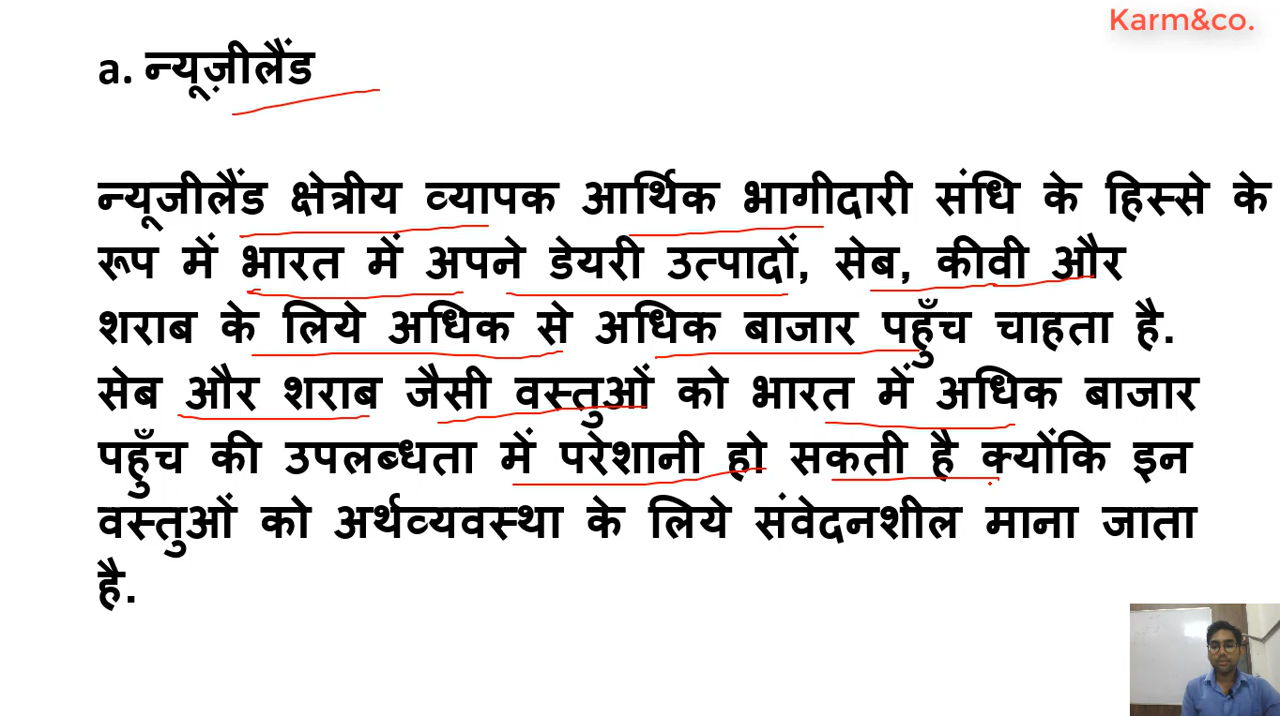 Karm&co.
a. न्यूज़ीलैंड
न्यूजीलैंड क्षेत्रीय व्यापक आर्थिक भागीदारी संधि के हिस्से के
रूप में भारत में अपने डेयरी उत्पादों, सेब, कीवी और
शराब के लिये अधिक से अधिक बाजार पहुँच चाहता है.
सेब और शराब जैसी वस्तुओं को भारत में अधिक बाजार
पहुँच की उपलब्धता में परेशानी हो सकती है क्योंकि इन
वस्तुओं को अर्थव्यवस्था के लिये संवेदनशील माना जाता
है.